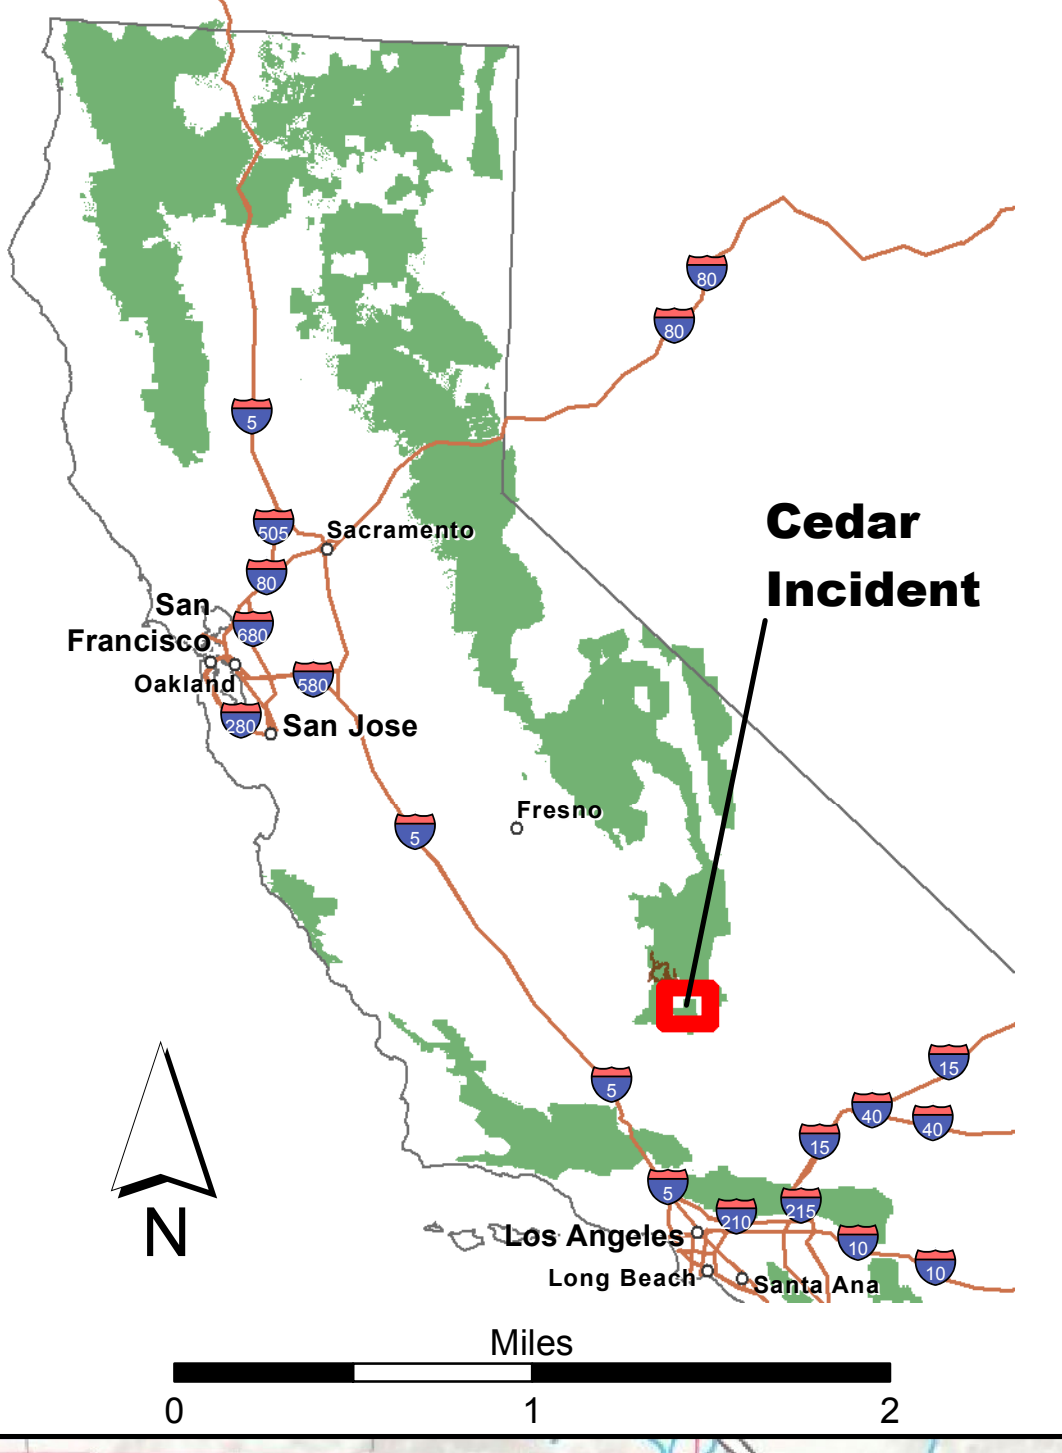 80
80
5
Cedar
Incident
505
Sacramento
80
San
Francisco
680
Oakland
580
280
San Jose
Fresno
5
5
15
40
40
15
5
215
210
Los Angeles
10
10
Long Beach
Santa Ana
N
Miles
0 1 2